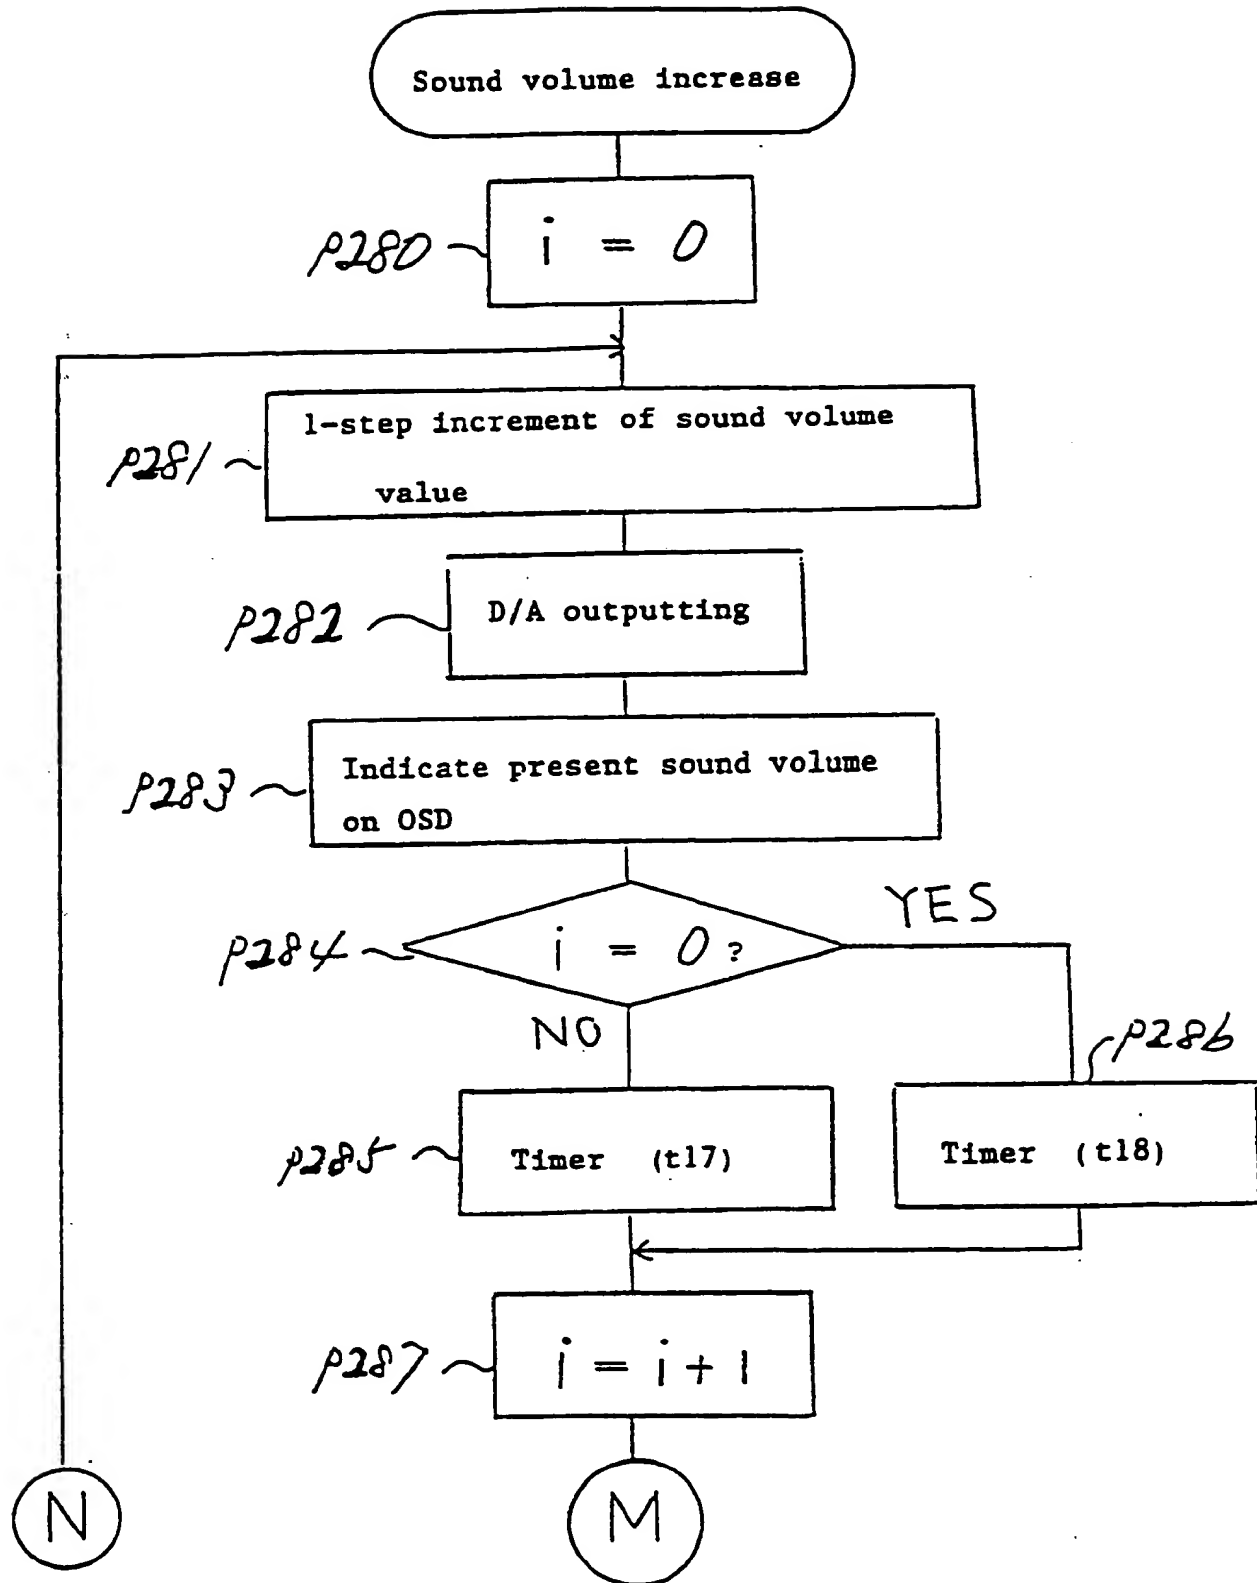 Sound volume increase
P280
i = 0
1-step increment of sound volume
value
P281
D/A outputting
P282
Indicate present sound volume
on OSD
P283
YES
i = 0 ?
P284
NO
P286
Timer (t17)
P285
Timer (t18)
i = i + 1
P287
N
M